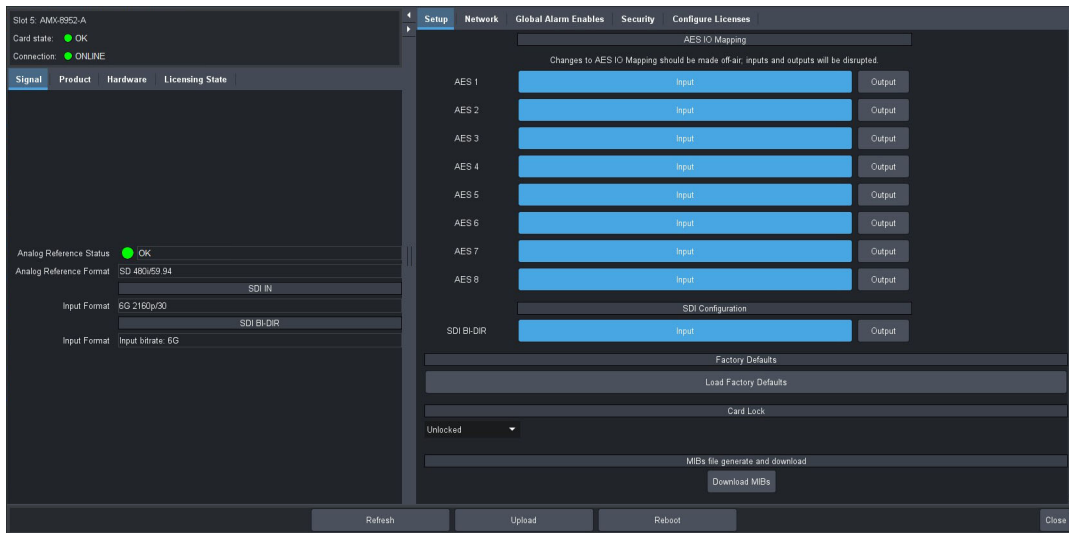 Slot 5: AMX-8952-A
Card state: OK
Connection: ONLINE
Signal Product Hardware Licensing State
Analog Reference Status OK
Analog Reference Format SD 480i/59.94
SDI IN
Input Format 6G 2160p/30
SDI BI-DIR
Input Format Input bitrate: 6G
Setup Network Global Alarm Enables Security Configure Licenses
AES IO Mapping
Changes to AES IO Mapping should be made off-air; inputs and outputs will be disrupted.
AES 1 Input Output
AES 2 Input Output
AES 3 Input Output
AES 4 Input Output
AES 5 Input Output
AES 6 Input Output
AES 7 Input Output
AES 8 Input Output
SDI Configuration
SDI BI-DIR Input Output
Factory Defaults
Load Factory Defaults
Card Lock
Unlocked
MIBs file generate and download
Download MIBs
Refresh Upload Reboot Close